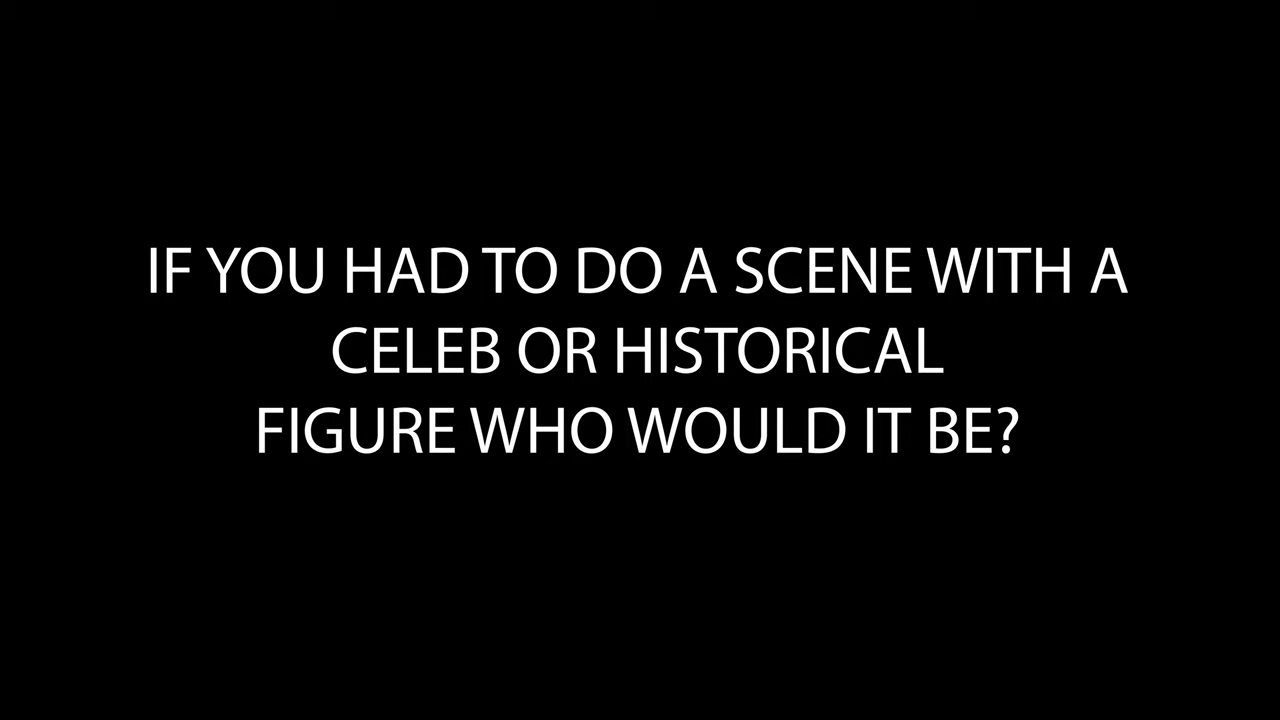 IF YOU HAD TO DO A SCENE WITH A
CELEB OR HISTORICAL
FIGURE WHO WOULD IT BE?